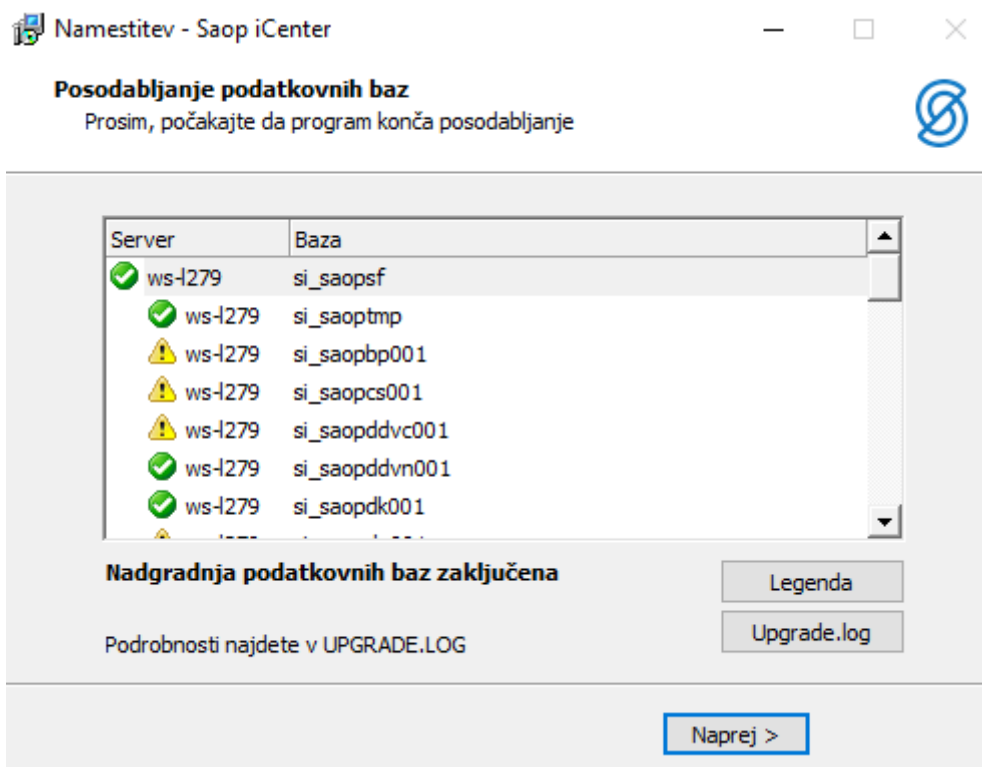 Namestitev - Saop iCenter
Posodabljanje podatkovnih baz
Prosim, počakajte da program konča posodabljanje
Server Baza
ws-l279 si_saopsf
ws-l279 si_saoptmp
ws-l279 si_saopbp001
ws-l279 si_saopcs001
ws-l279 si_saopddvc001
ws-l279 si_saopddvn001
ws-l279 si_saopdk001
Nadgradnja podatkovnih baz zaključena
Legenda
Podrobnosti najdete v UPGRADE.LOG
Upgrade.log
Naprej >